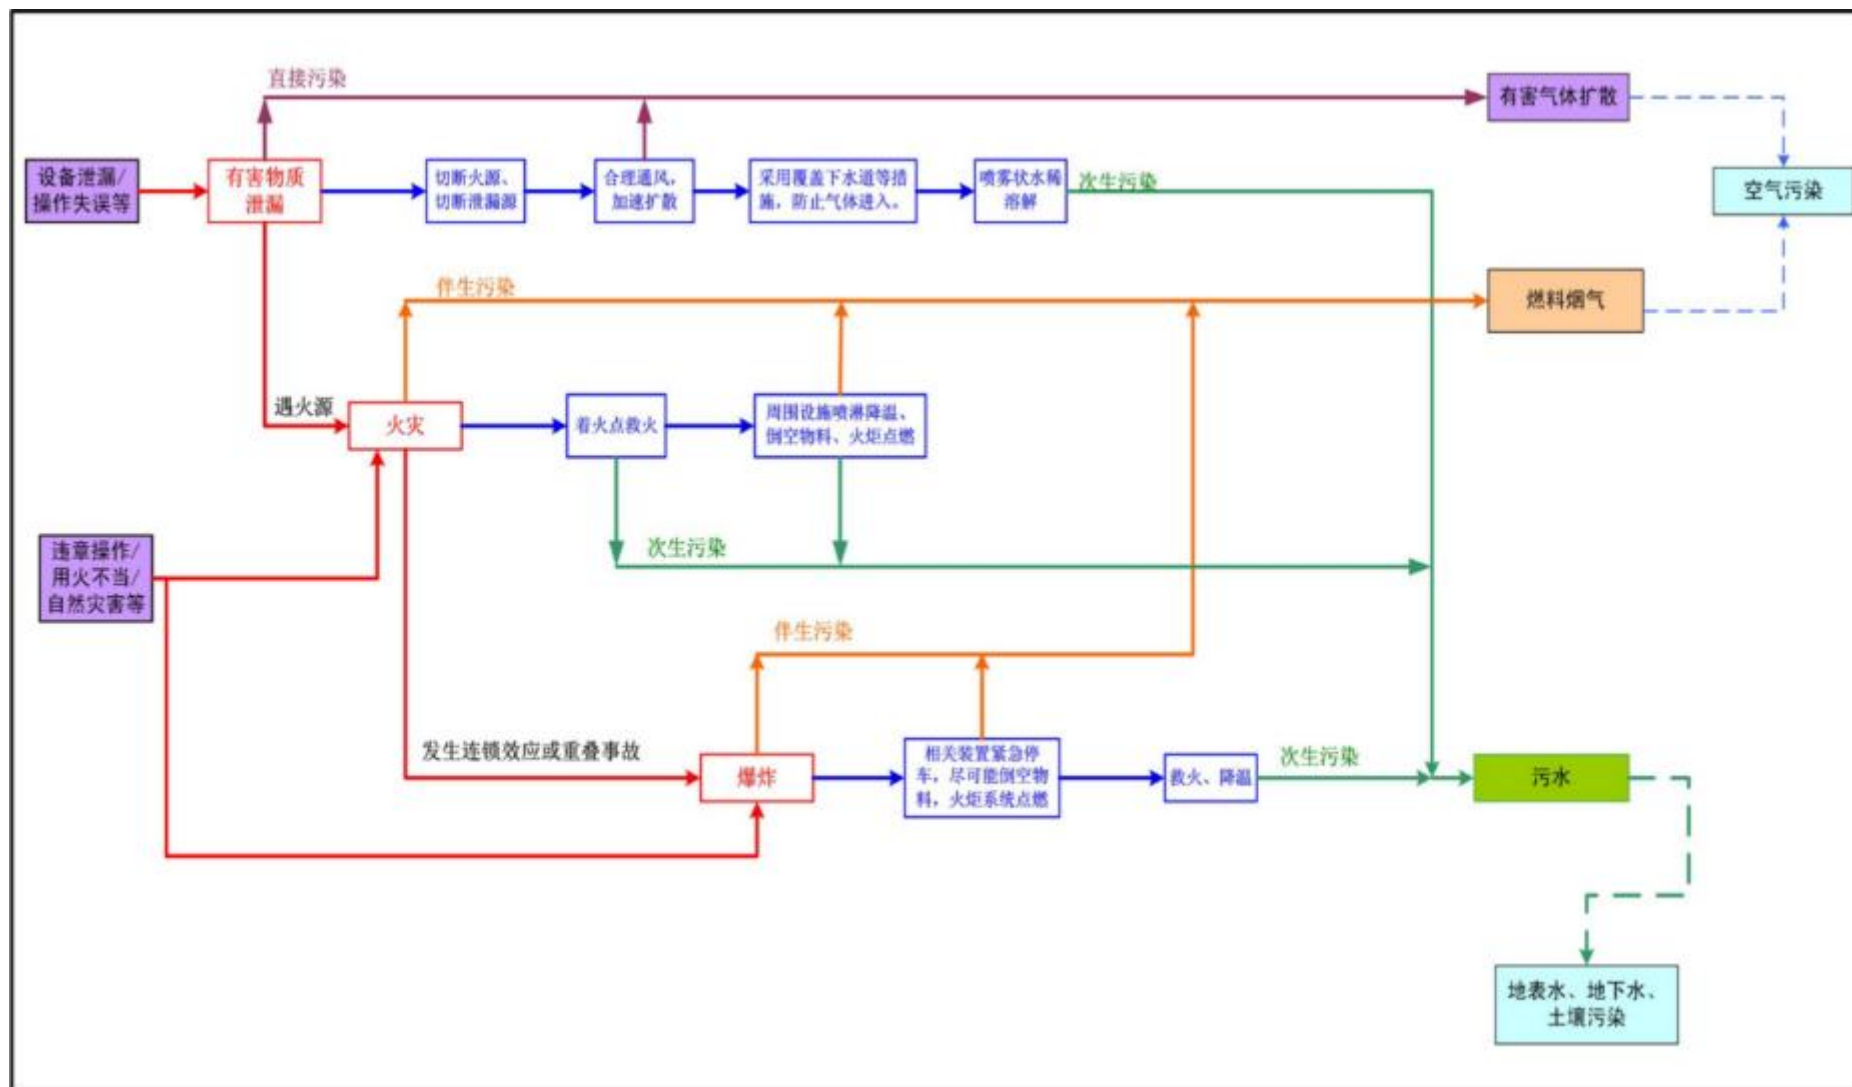 直接污染
有害气体扩散
设备泄漏/
操作失误等
有害物质
泄漏
切断火源、
切断泄漏源
合理通风，
加速扩散
采用覆盖下水道等措
施，防止气体进入。
喷雾状水稀
溶解
次生污染
空气污染
伴生污染
燃料烟气
遇火源
火灾
着火点救火
周围设施喷淋降温、
倒空物料、火炬点燃
违章操作/
用火不当/
自然灾害等
次生污染
伴生污染
发生连锁效应或重叠事故
爆炸
相关装置紧急停
车，尽可能倒空物
料，火炬系统点燃
救火、降温
次生污染
污水
地表水、地下水、
土壤污染